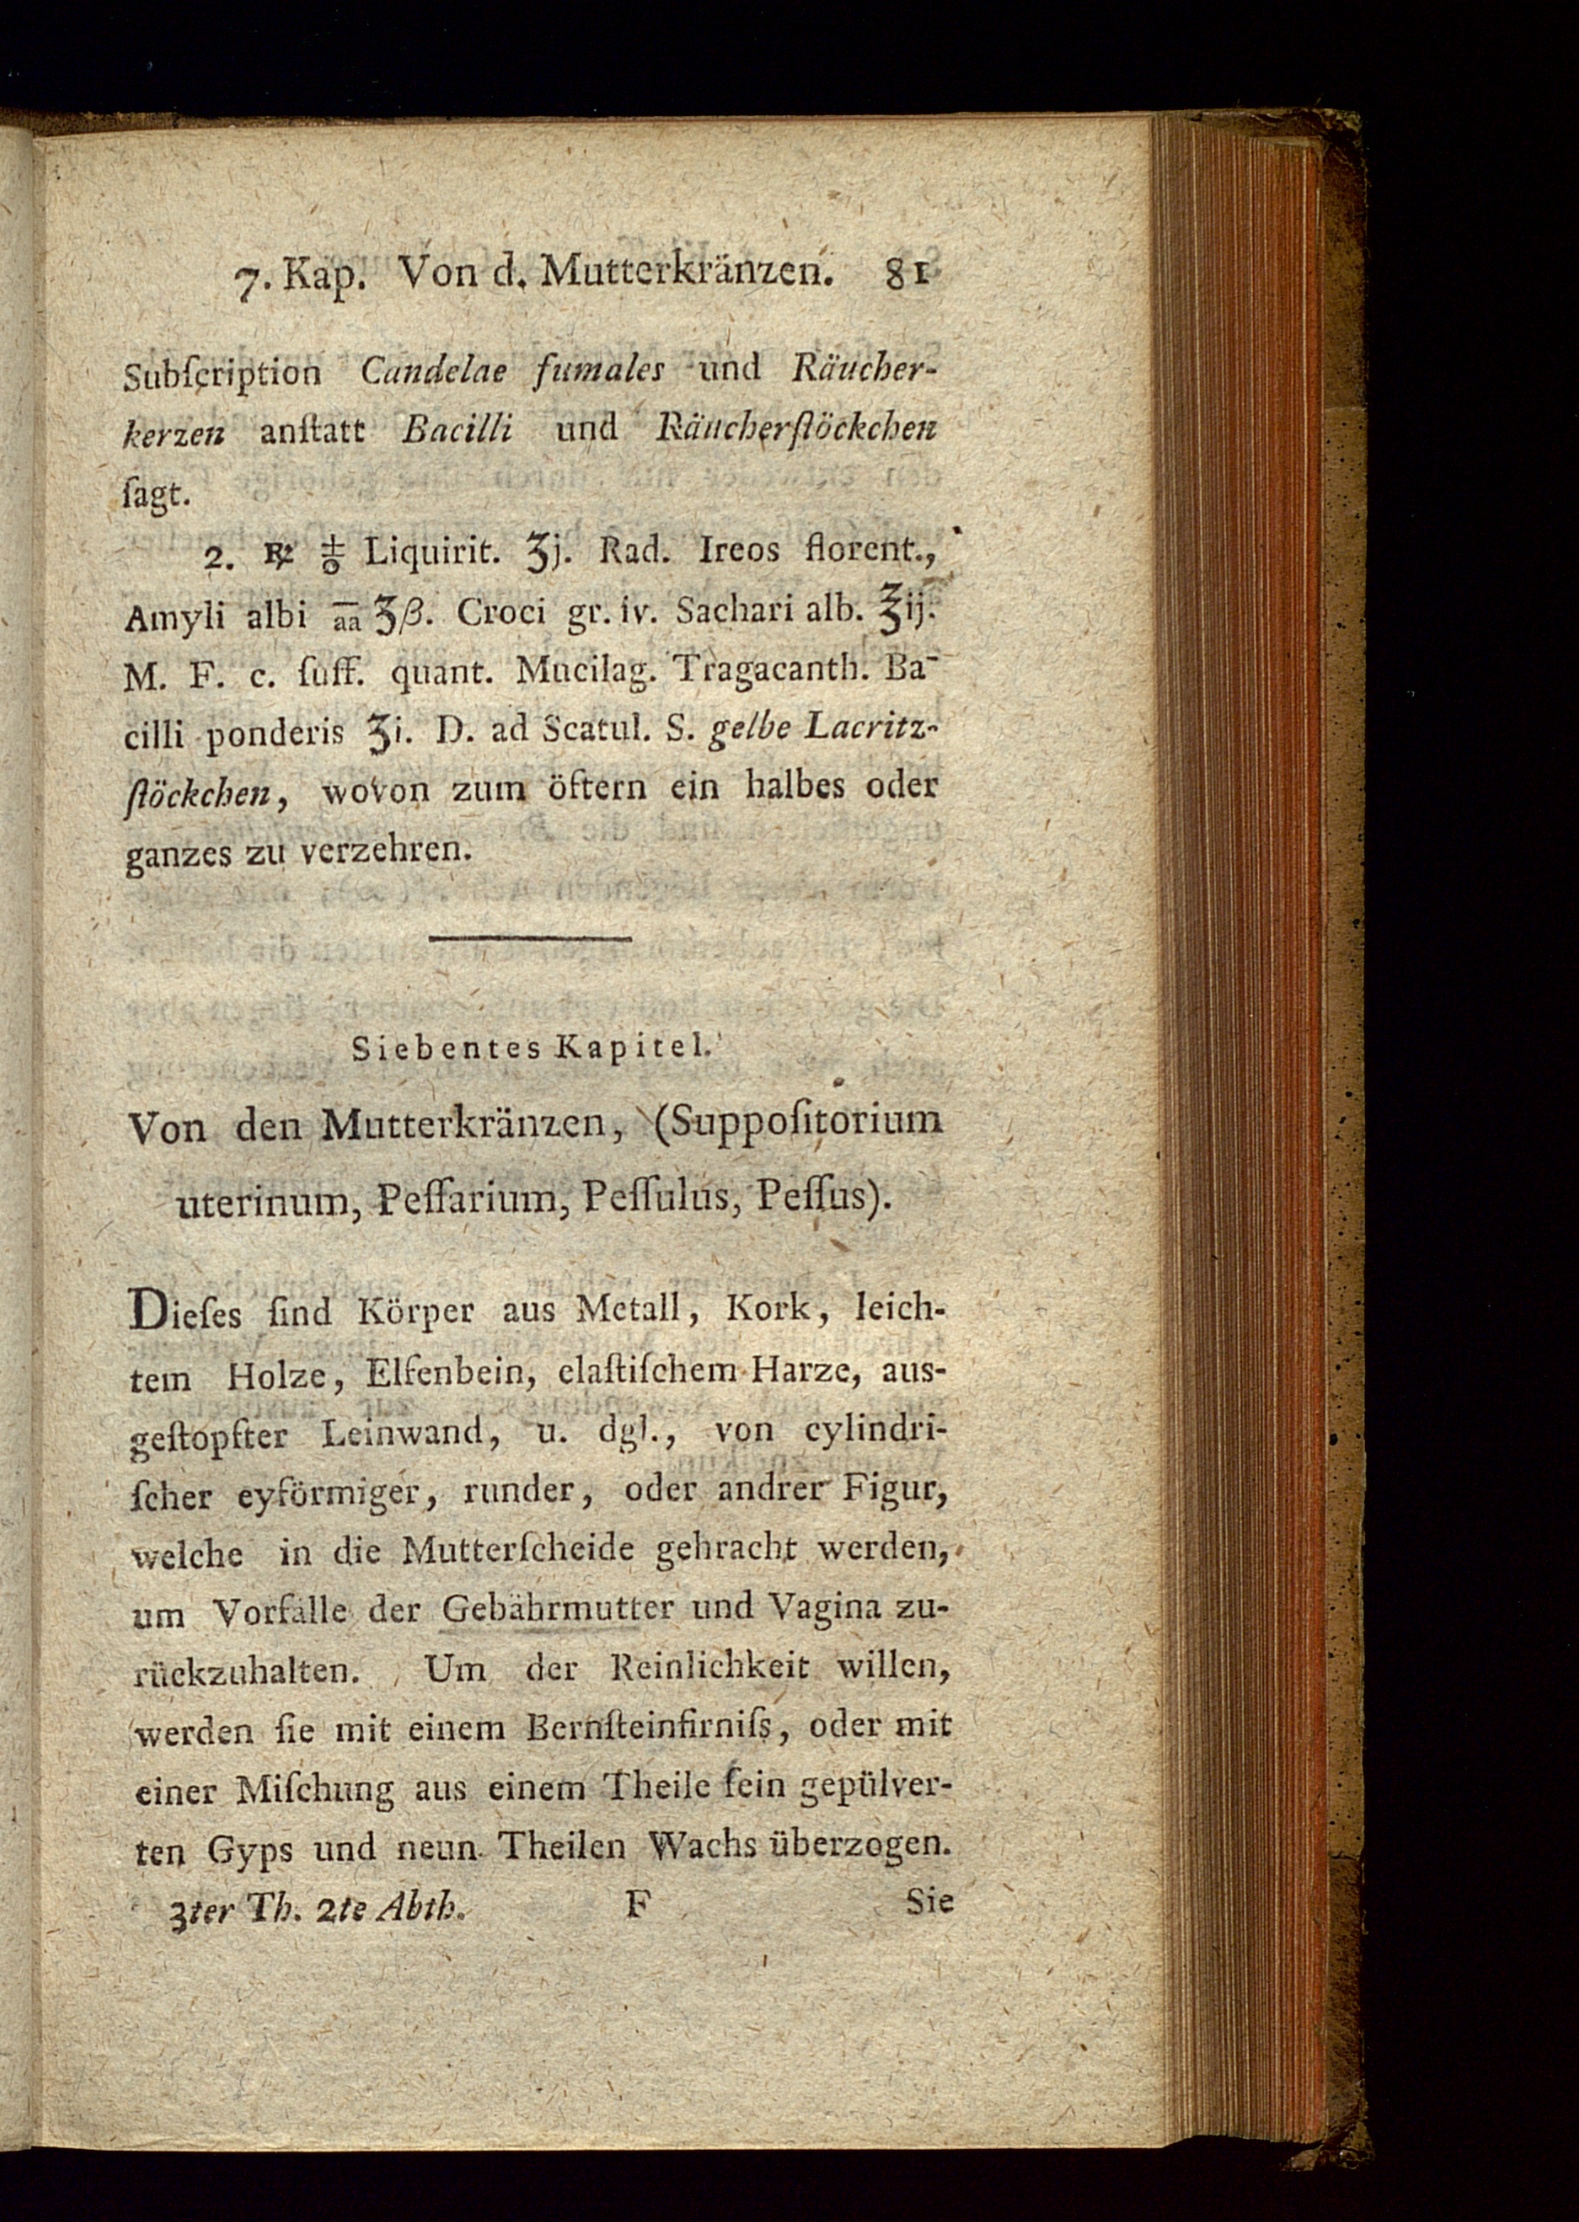 7. Kap. Von d. Mutterkränzen. 81
Subſcription Candelae fumales und Räucher-
kerzen anſtatt Bacilli und Räucherſtöckchen
ſagt.
2. ℞ Liquirit. ʒj. Rad. Ireos florent.,
Amyli albi aa ʒβ. Croci gr. iv. Sachari alb. ℥ij.
M. F. c. ſuff. quant. Mucilag. Tragacanth. Ba-
cilli ponderis ʒi. D. ad Scatul. S. gelbe Lacritz-
ſtöckchen, wovon zum öftern ein halbes oder
ganzes zu verzehren.
Siebentes Kapitel.
Von den Mutterkränzen, (Suppoſitorium
uterinum, Peſſarium, Peſſulus, Peſſus).
Dieſes ſind Körper aus Metall, Kork, leich-
tem Holze, Elfenbein, elaſtiſchem Harze, aus-
geſtopfter Leinwand, u. dgl., von cylindri-
ſcher eyförmiger, runder, oder andrer Figur,
welche in die Mutterſcheide gehracht werden,
um Vorfälle der Gebährmutter und Vagina zu-
rückzuhalten. Um der Reinlichkeit willen,
werden ſie mit einem Bernſteinfirniſs, oder mit
einer Miſchung aus einem Theile fein gepülver-
ten Gyps und neun Theilen Wachs überzogen.
3ter Th. 2te Abth. F Sie